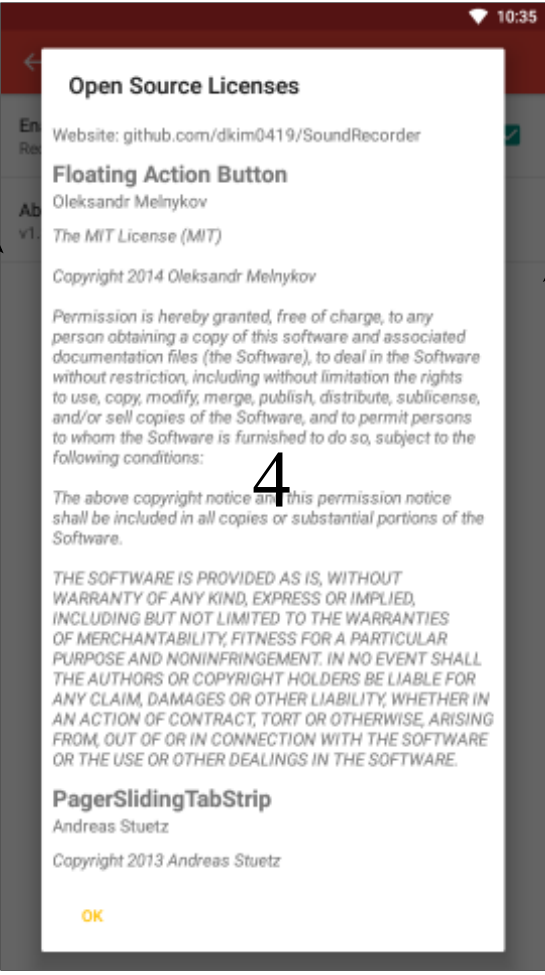 10:35
Open Source Licenses
En
Rec
Website: github.com/dkim0419/SoundRecorder
Floating Action Button
Oleksandr Melnykov
Ab
v1.
The MIT License (MIT)
Copyright 2014 Oleksandr Melnykov
Permission is hereby granted, free of charge, to any
person obtaining a copy of this software and associated
documentation files (the Software), to deal in the Software
without restriction, including without limitation the rights
to use, copy, modify, merge, publish, distribute, sublicense,
and/or sell copies of the Software, and to permit persons
to whom the Software is furnished to do so, subject to the
following conditions:
4
The above copyright notice and this permission notice
shall be included in all copies or substantial portions of the
Software.
THE SOFTWARE IS PROVIDED AS IS, WITHOUT
WARRANTY OF ANY KIND, EXPRESS OR IMPLIED,
INCLUDING BUT NOT LIMITED TO THE WARRANTIES
OF MERCHANTABILITY, FITNESS FOR A PARTICULAR
PURPOSE AND NONINFRINGEMENT. IN NO EVENT SHALL
THE AUTHORS OR COPYRIGHT HOLDERS BE LIABLE FOR
ANY CLAIM, DAMAGES OR OTHER LIABILITY, WHETHER IN
AN ACTION OF CONTRACT, TORT OR OTHERWISE, ARISING
FROM, OUT OF OR IN CONNECTION WITH THE SOFTWARE
OR THE USE OR OTHER DEALINGS IN THE SOFTWARE.
PagerSlidingTabStrip
Andreas Stuetz
Copyright 2013 Andreas Stuetz
OK